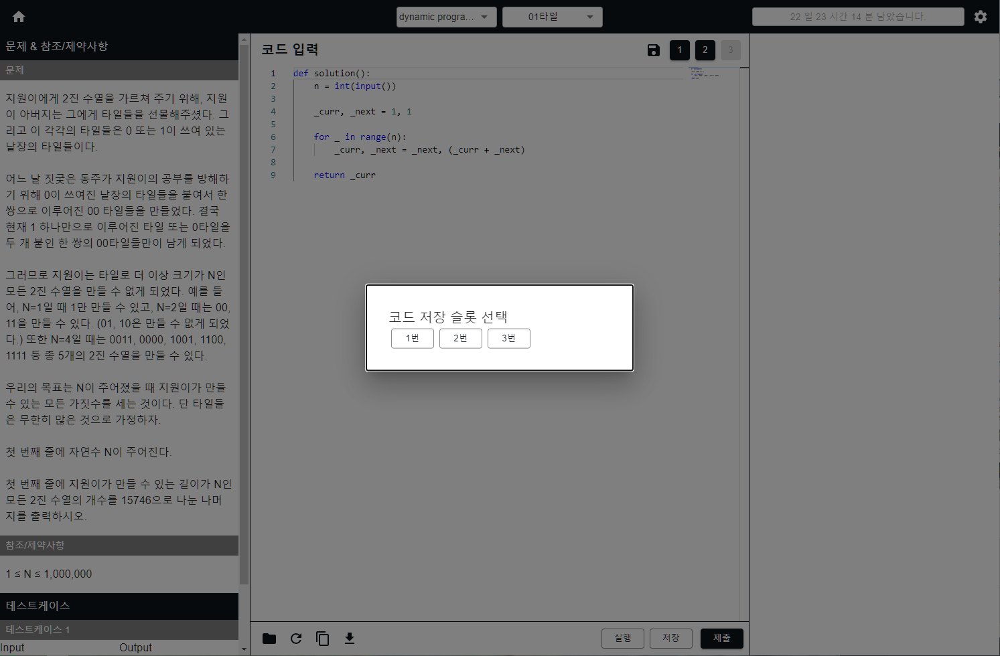 dynamic progra...
01타일
22 일 23 시간 14 분 남았습니다.
문제 & 참조/제약사항
문제
지원이에게 2진 수열을 가르쳐 주기 위해, 지원
이 아버지는 그에게 타일들을 선물해주셨다. 그
리고 이 각각의 타일들은 0 또는 1이 쓰여 있는
낱장의 타일들이다.
어느 날 짓궂은 동주가 지원이의 공부를 방해하
기 위해 0이 쓰여진 낱장의 타일들을 붙여서 한
쌍으로 이루어진 00 타일들을 만들었다. 결국
현재 1 하나만으로 이루어진 타일 또는 0타일을
두 개 붙인 한 쌍의 00타일들만이 남게 되었다.
그러므로 지원이는 타일로 더 이상 크기가 N인
모든 2진 수열을 만들 수 없게 되었다. 예를 들
어, N=1일 때 1만 만들 수 있고, N=2일 때는 00,
11을 만들 수 있다. (01, 10은 만들 수 없게 되었
다.) 또한 N=4일 때는 0011, 0000, 1001, 1100,
1111 등 총 5개의 2진 수열을 만들 수 있다.
우리의 목표는 N이 주어졌을 때 지원이가 만들
수 있는 모든 가짓수를 세는 것이다. 단 타일들
은 무한히 많은 것으로 가정하자.
첫 번째 줄에 자연수 N이 주어진다.
첫 번째 줄에 지원이가 만들 수 있는 길이가 N인
모든 2진 수열의 개수를 15746으로 나눈 나머
지를 출력하시오.
참조/제약사항
1 ≤ N ≤ 1,000,000
테스트케이스
테스트케이스 1
Input Output
코드 입력
1 2 3
1 def solution():
2 n = int(input())
3
4 _curr, _next = 1, 1
5
6 for _ in range(n):
7 _curr, _next = _next, (_curr + _next)
8
9 return _curr
코드 저장 슬롯 선택
1번 2번 3번
실행 저장 제출